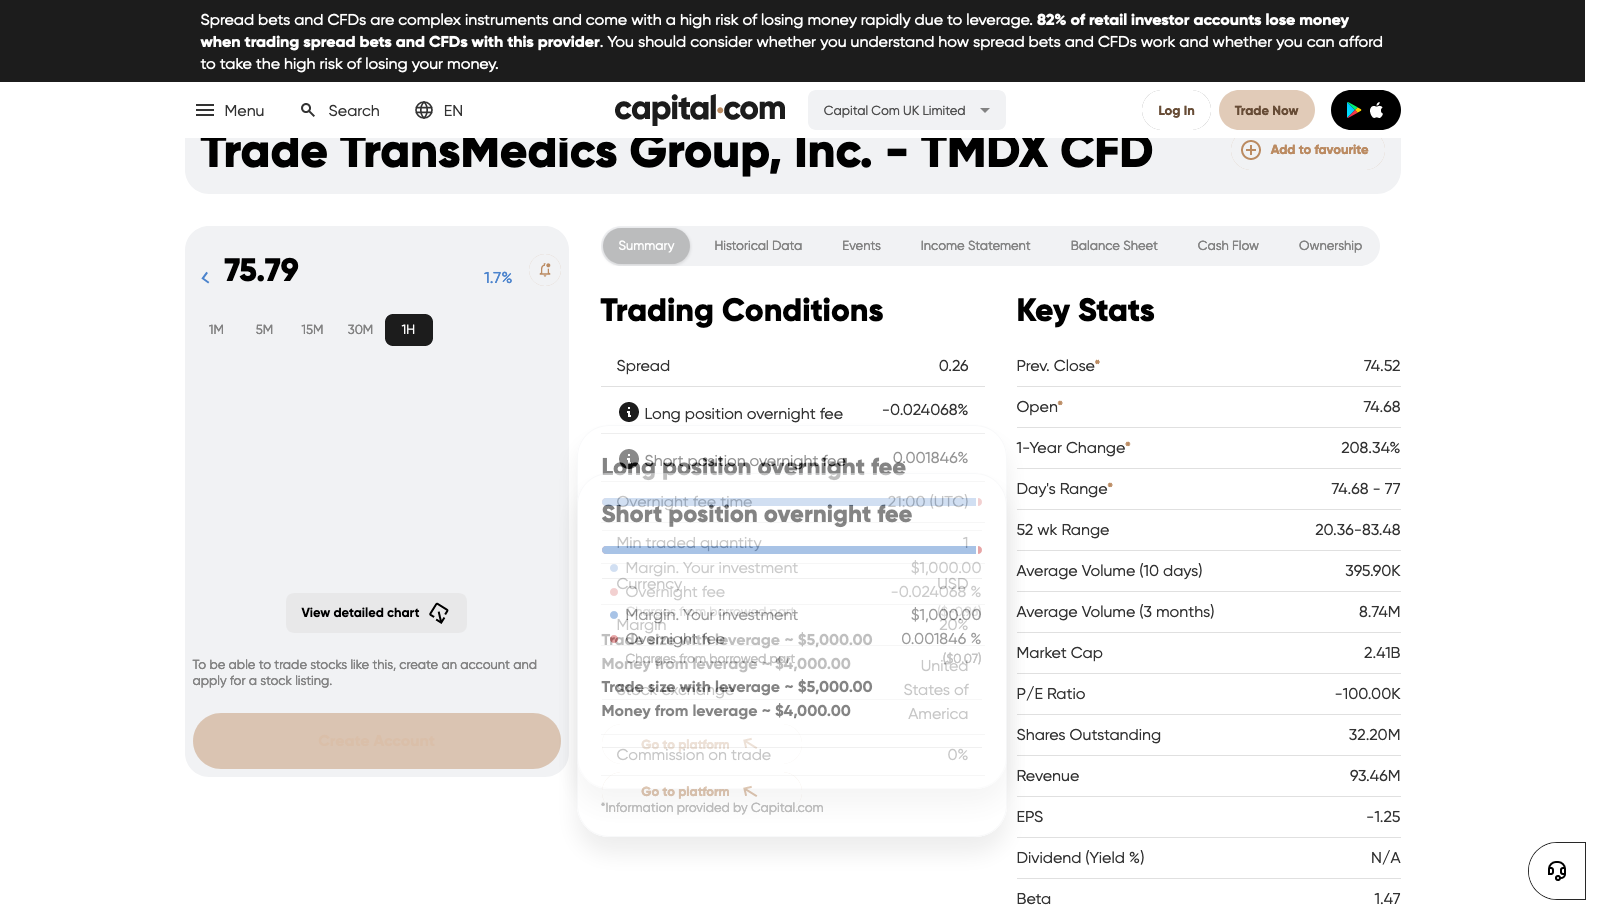 Spread bets and CFDs are complex instruments and come with a high risk of losing money rapidly due to leverage. 82% of retail investor accounts lose money
when trading spread bets and CFDs with this provider. You should consider whether you understand how spread bets and CFDs work and whether you can afford
to take the high risk of losing your money.
Menu
Search
EN
capital.com
Capital Com UK Limited
Log In
Trade Now
Trade TransMedics Group, Inc. - TMDX CFD
Add to favourite
75.79
1.7%
1M 5M 15M 30M 1H
View detailed chart
To be able to trade stocks like this, create an account and
apply for a stock listing.
Create Account
Summary Historical Data Events Income Statement Balance Sheet Cash Flow Ownership
Trading Conditions
Spread 0.26
Long position overnight fee -0.024068%
Short position overnight fee 0.001846%
Long position overnight fee
Overnight fee time 21:00 (UTC)
Short position overnight fee
Min traded quantity 1
Margin. Your investment $1,000.00
Currency USD
Overnight fee -0.024068 %
Charges from borrowed part
Margin. Your investment $1,000.00
Margin 20%
Overnight fee 0.001846 %
Trade size with leverage ~ $5,000.00
Charges from borrowed part ($0.07)
Money from leverage ~ $4,000.00
Trade size with leverage ~ $5,000.00
Stock exchange United
States of
America
Money from leverage ~ $4,000.00
Go to platform
Commission on trade 0%
Go to platform
*Information provided by Capital.com
Key Stats
Prev. Close* 74.52
Open* 74.68
1-Year Change* 208.34%
Day's Range* 74.68 - 77
52 wk Range 20.36-83.48
Average Volume (10 days) 395.90K
Average Volume (3 months) 8.74M
Market Cap 2.41B
P/E Ratio -100.00K
Shares Outstanding 32.20M
Revenue 93.46M
EPS -1.25
Dividend (Yield %) N/A
Beta 1.47